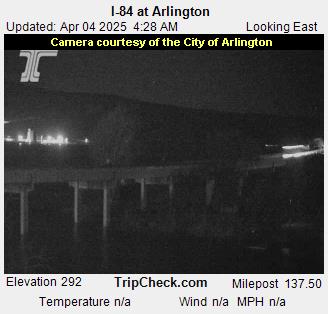 I-84 at Arlington
Updated: Apr 04 2025 4:28 AM Looking East
Camera courtesy of the City of Arlington
Elevation 292 TripCheck.com Milepost 137.50
Temperature n/a Wind n/a MPH n/a